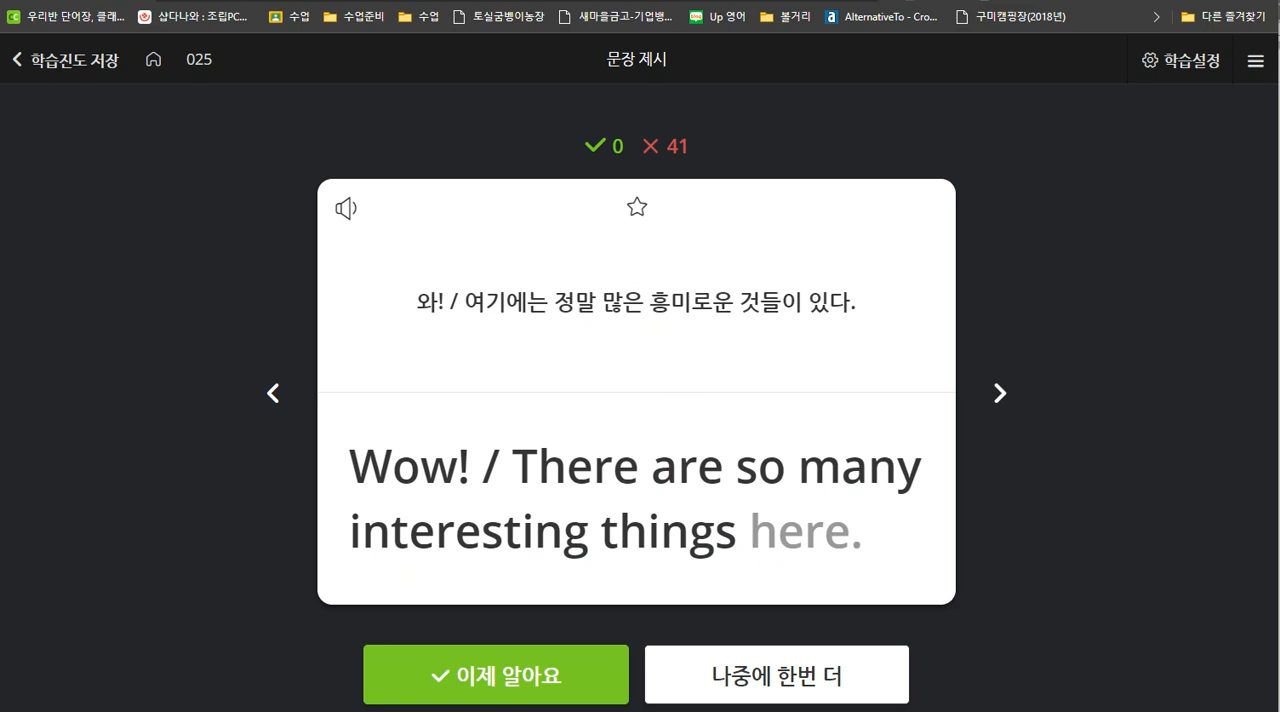 우리반 단어장, 클래... 샵다나와 : 조립PC... 수업 수업준비 수업 토실굼벵이농장 새마을금고-기업뱅... Up 영어 볼거리 AlternativeTo - Cro... 구미캠핑장(2018년) 다른 즐겨찾기
학습진도 저장 025 문장 제시 학습설정
0 41
와! / 여기에는 정말 많은 흥미로운 것들이 있다.
Wow! / There are so many
interesting things here.
이제 알아요 나중에 한번 더